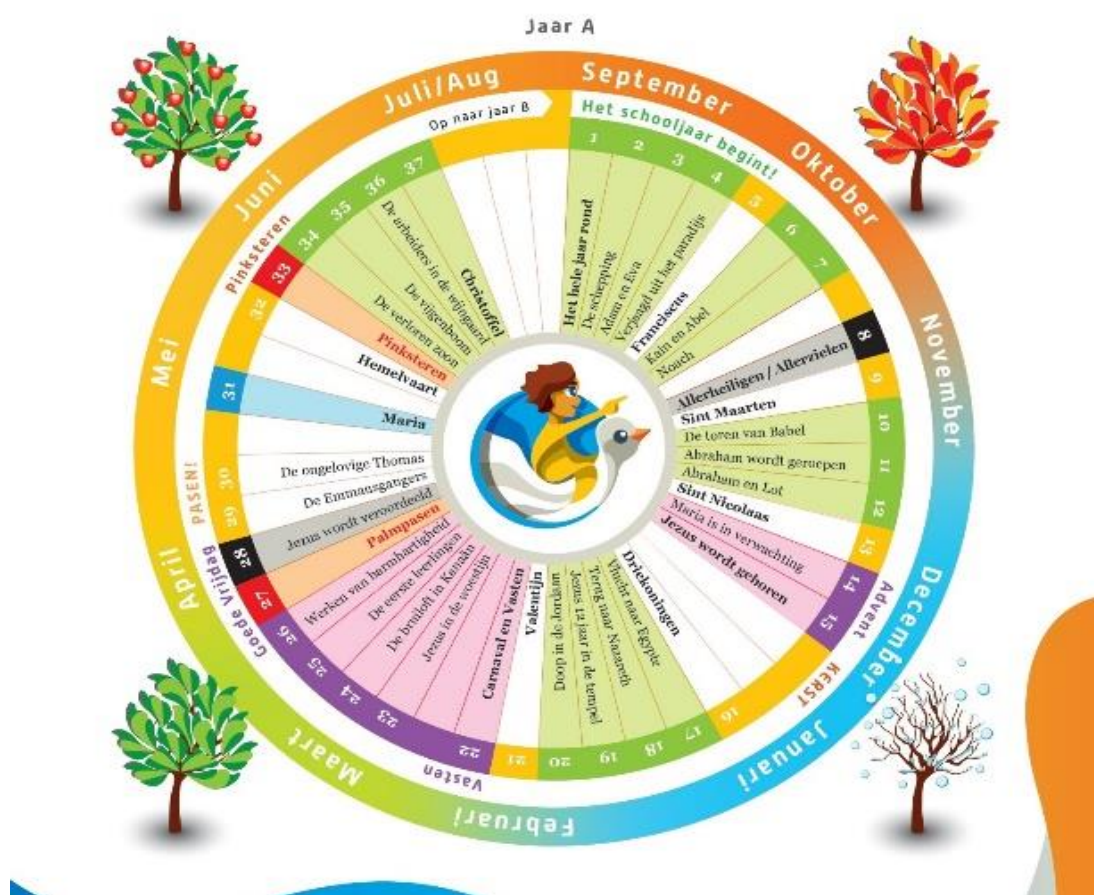 Jaar A
September
Oktober
November
December
Januari
Februari
Maart
April
Mei
Juni
Juli/Aug
Op naar jaar B
Het schooljaar begint!
Advent
KERST
Vasten
Goede Vrijdag
PASEN!
Pinksteren
1
Het hele jaar rond
2
De schepping
3
Adam en Eva
4
Verjaagd uit het paradijs
5
Franciscus
6
Kain en Abel
7
Noach
8
Allerheiligen / Allerzielen
9
Sint Maarten
10
De toren van Babel
11
Abraham wordt geroepen
12
Abraham en Lot
13
Sint Nicolaas
14
Maria is in verwachting
15
Jezus wordt geboren
16
Driekoningen
17
Vlucht naar Egypte
18
Terug naar Nazareth
19
Jezus 12 jaar in de tempel
20
Doop in de Jordaan
21
Valentijn
22
Carnaval en Vasten
23
Jezus in de woestijn
24
De bruiloft in Kanaän
25
De eerste leerlingen
26
Werken van barmhartigheid
27
Palmpasen
28
Jezus wordt veroordeeld
29
De Emmausgangers
30
De ongelovige Thomas
31
Maria
32
Hemelvaart
33
Pinksteren
34
De verloren zoon
35
De vijgenboom
36
De arbeiders in de wijngaard
37
Christoffel